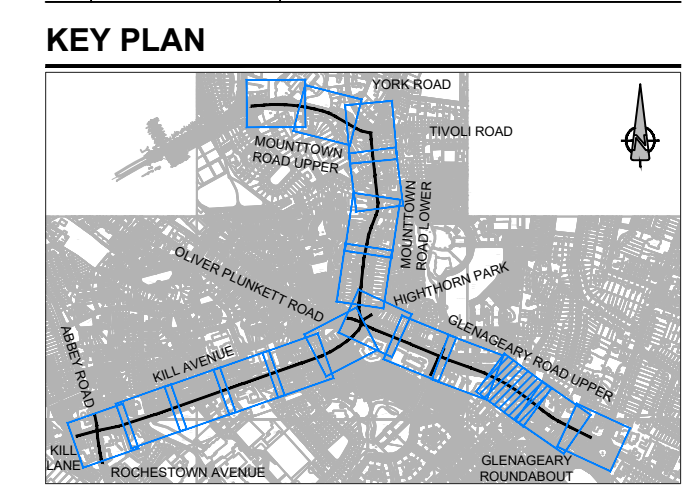 KEY PLAN
YORK ROAD
TIVOLI ROAD
N
MOUNTTOWN
ROAD UPPER
MOUNTTOWN
ROAD LOWER
OLIVER PLUNKETT ROAD
HIGHTHORN PARK
GLENAGEARY ROAD UPPER
ABBEY ROAD
KILL AVENUE
KILL
LANE
ROCHESTOWN AVENUE
GLENAGEARY
ROUNDABOUT